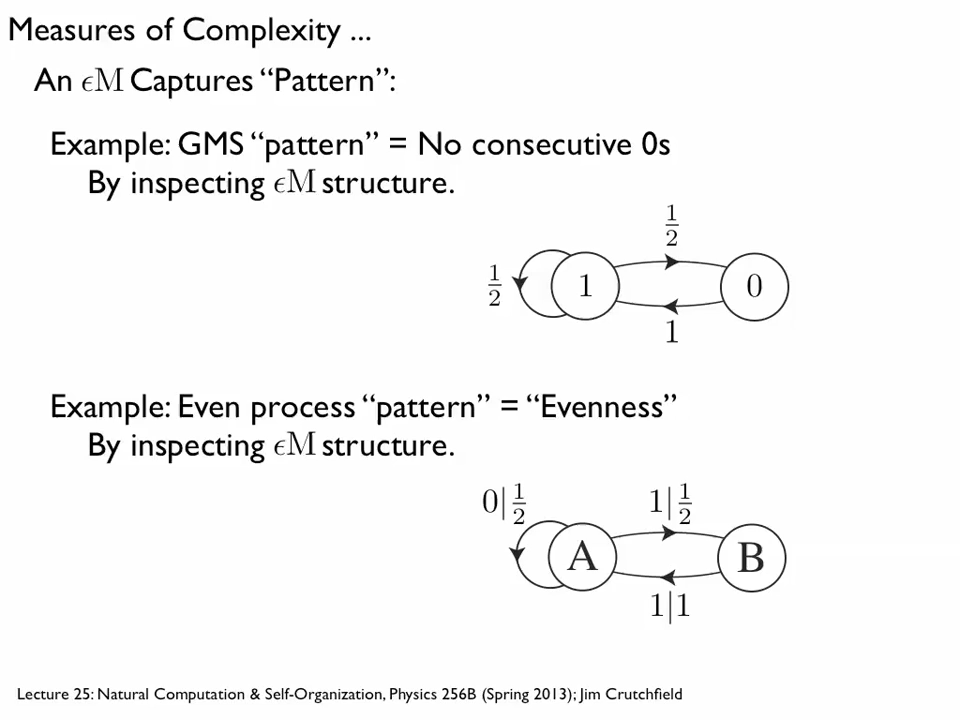 Measures of Complexity ...
An ϵM Captures “Pattern”:
Example: GMS “pattern” = No consecutive 0s
By inspecting ϵM structure.
1/2
1/2
1
0
1
Example: Even process “pattern” = “Evenness”
By inspecting ϵM structure.
0|1/2
1|1/2
A
B
1|1
Lecture 25: Natural Computation & Self-Organization, Physics 256B (Spring 2013); Jim Crutchfield